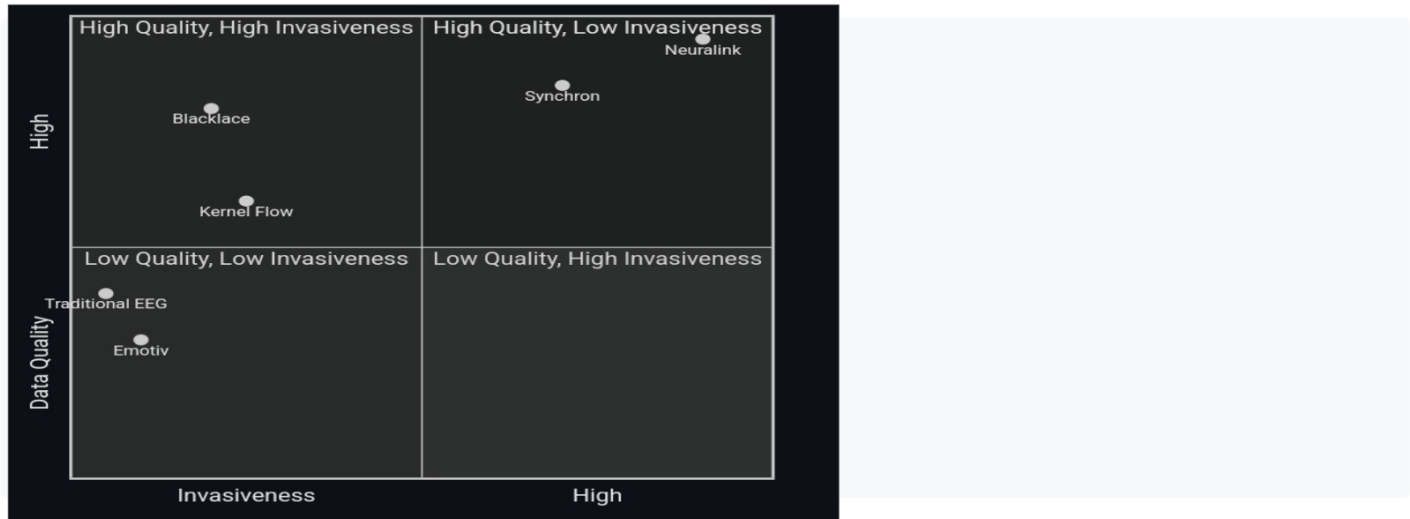 High Quality, High Invasiveness
High Quality, Low Invasiveness
Neuralink
Synchron
Blacklace
High
Kernel Flow
Low Quality, Low Invasiveness
Low Quality, High Invasiveness
Traditional EEG
Emotiv
Data Quality
Invasiveness
High